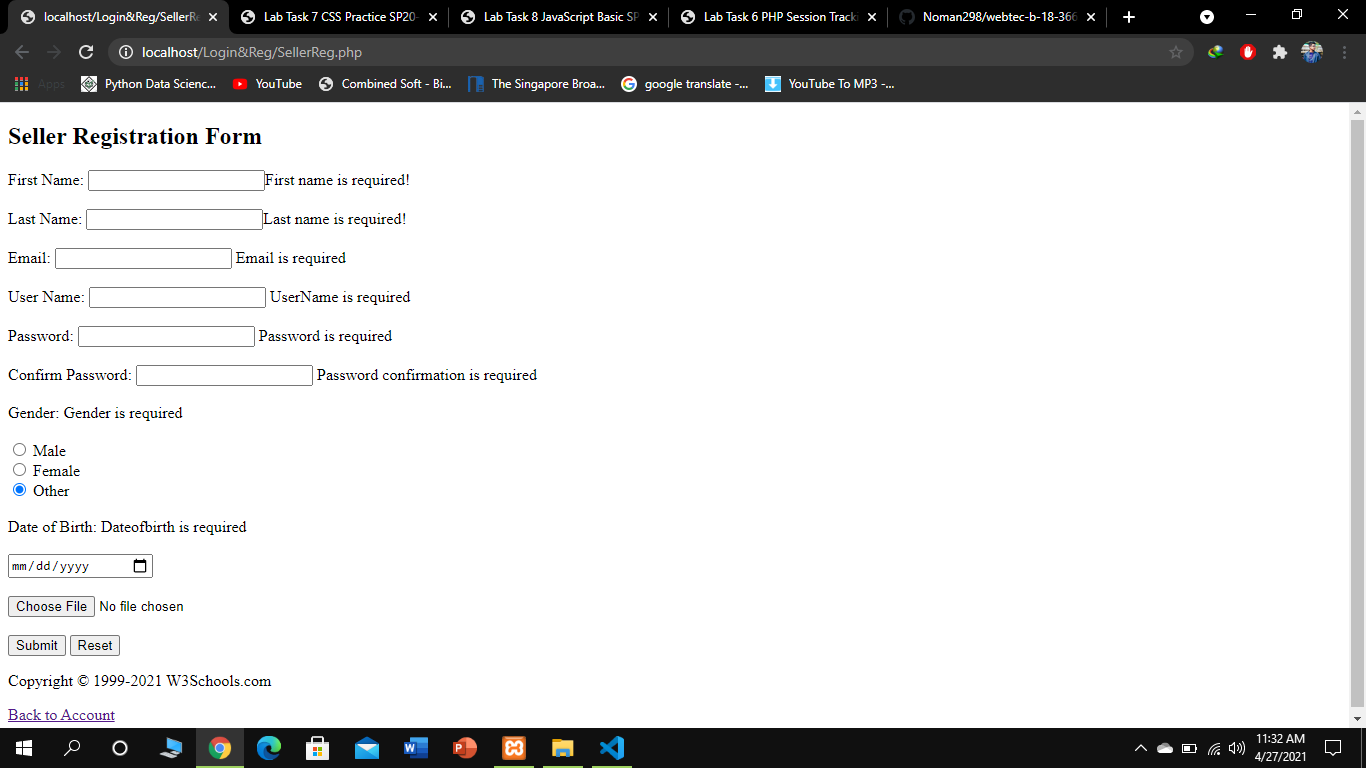 localhost/Login&Reg/SellerRe
Lab Task 7 CSS Practice SP20-
Lab Task 8 JavaScript Basic SP
Lab Task 6 PHP Session Track
Noman298/webtec-b-18-366
localhost/Login&Reg/SellerReg.php
Apps
Python Data Scienc...
YouTube
Combined Soft - Bi...
The Singapore Broa...
google translate -...
YouTube To MP3 -...
Seller Registration Form
First Name: First name is required!
Last Name: Last name is required!
Email: Email is required
User Name: UserName is required
Password: Password is required
Confirm Password: Password confirmation is required
Gender: Gender is required
Male
Female
Other
Date of Birth: Dateofbirth is required
mm/dd/yyyy
Choose File No file chosen
Submit Reset
Copyright © 1999-2021 W3Schools.com
Back to Account
11:32 AM
4/27/2021